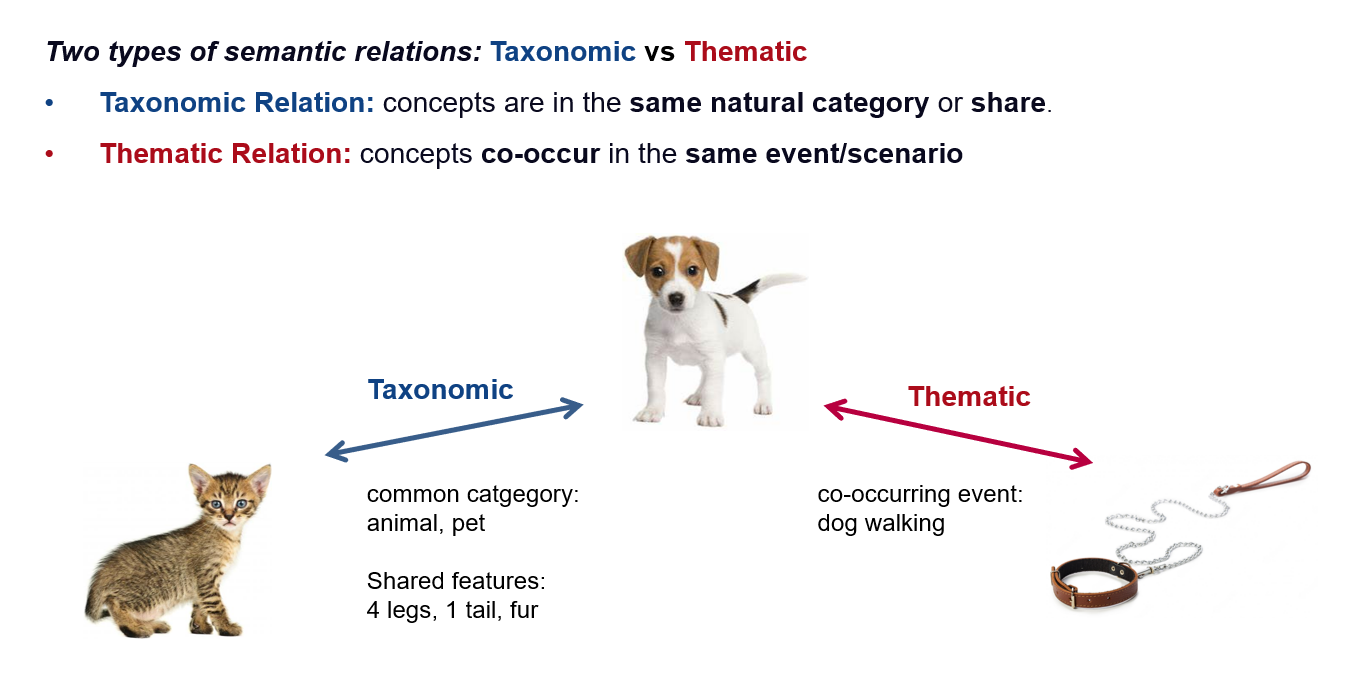 Two types of semantic relations: Taxonomic vs Thematic
• Taxonomic Relation: concepts are in the same natural category or share.
• Thematic Relation: concepts co-occur in the same event/scenario
Taxonomic
Thematic
common catgegory:
animal, pet
Shared features:
4 legs, 1 tail, fur
co-occurring event:
dog walking